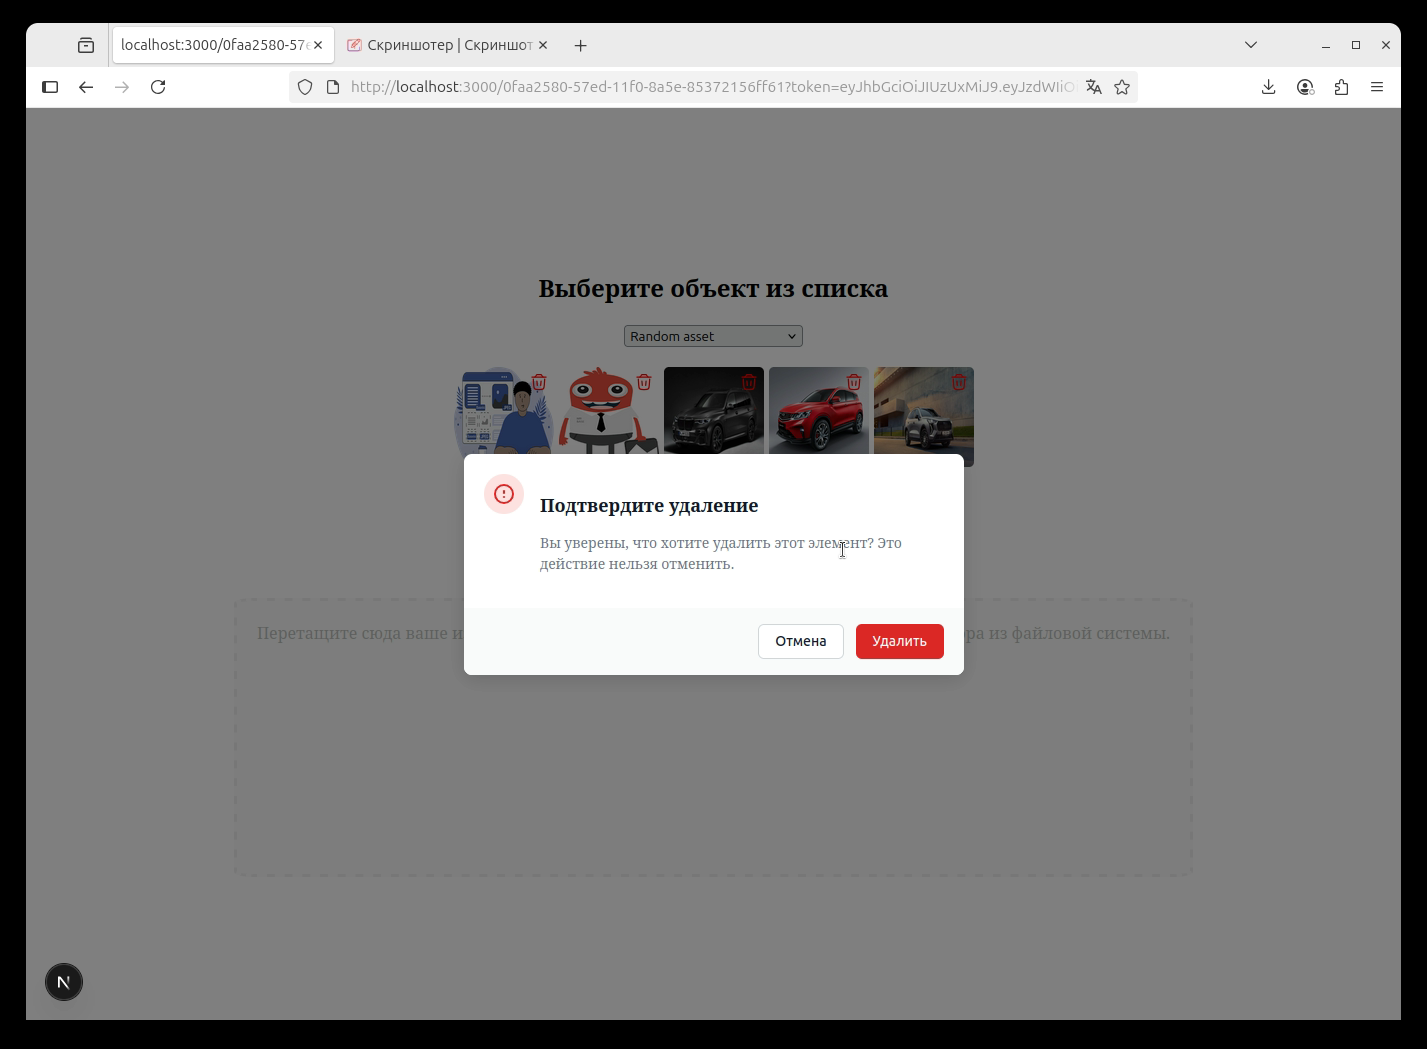 localhost:3000/0faa2580-57e
Скриншотер | Скриншот
http://localhost:3000/0faa2580-57ed-11f0-8a5e-85372156ff61?token=eyJhbGciOiJIUzUxMiJ9.eyJzdWIiO
Выберите объект из списка
Random asset
Подтвердите удаление
Вы уверены, что хотите удалить этот элемент? Это
действие нельзя отменить.
Перетащите сюда ваше и
ра из файловой системы.
Отмена
Удалить
N